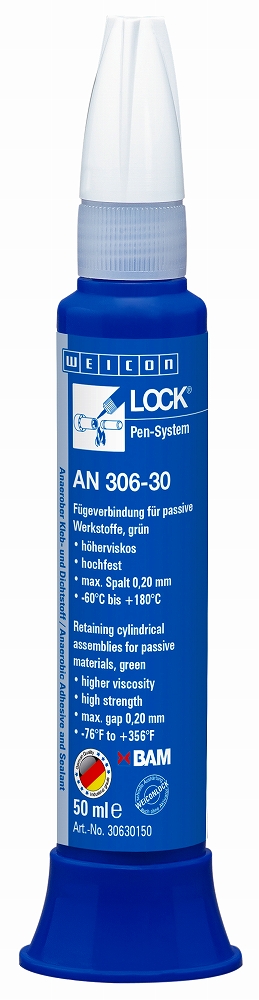 WEICON
LOCK®
Pen-System
AN 306-30
Fügeverbindung für passive
Werkstoffe, grün
• höherviskos
• hochfest
• max. Spalt 0,20 mm
• -60°C bis +180°C
Retaining cylindrical
assemblies for passive
materials, green
• higher viscosity
• high strength
• max. gap 0,20 mm
• -76°F to +356°F
BAM
WEICONLOCK
50 ml ℮
Art.-No. 30630150
Anaerober Kleb- und Dichtstoff / Anaerobic Adhesive and Sealant